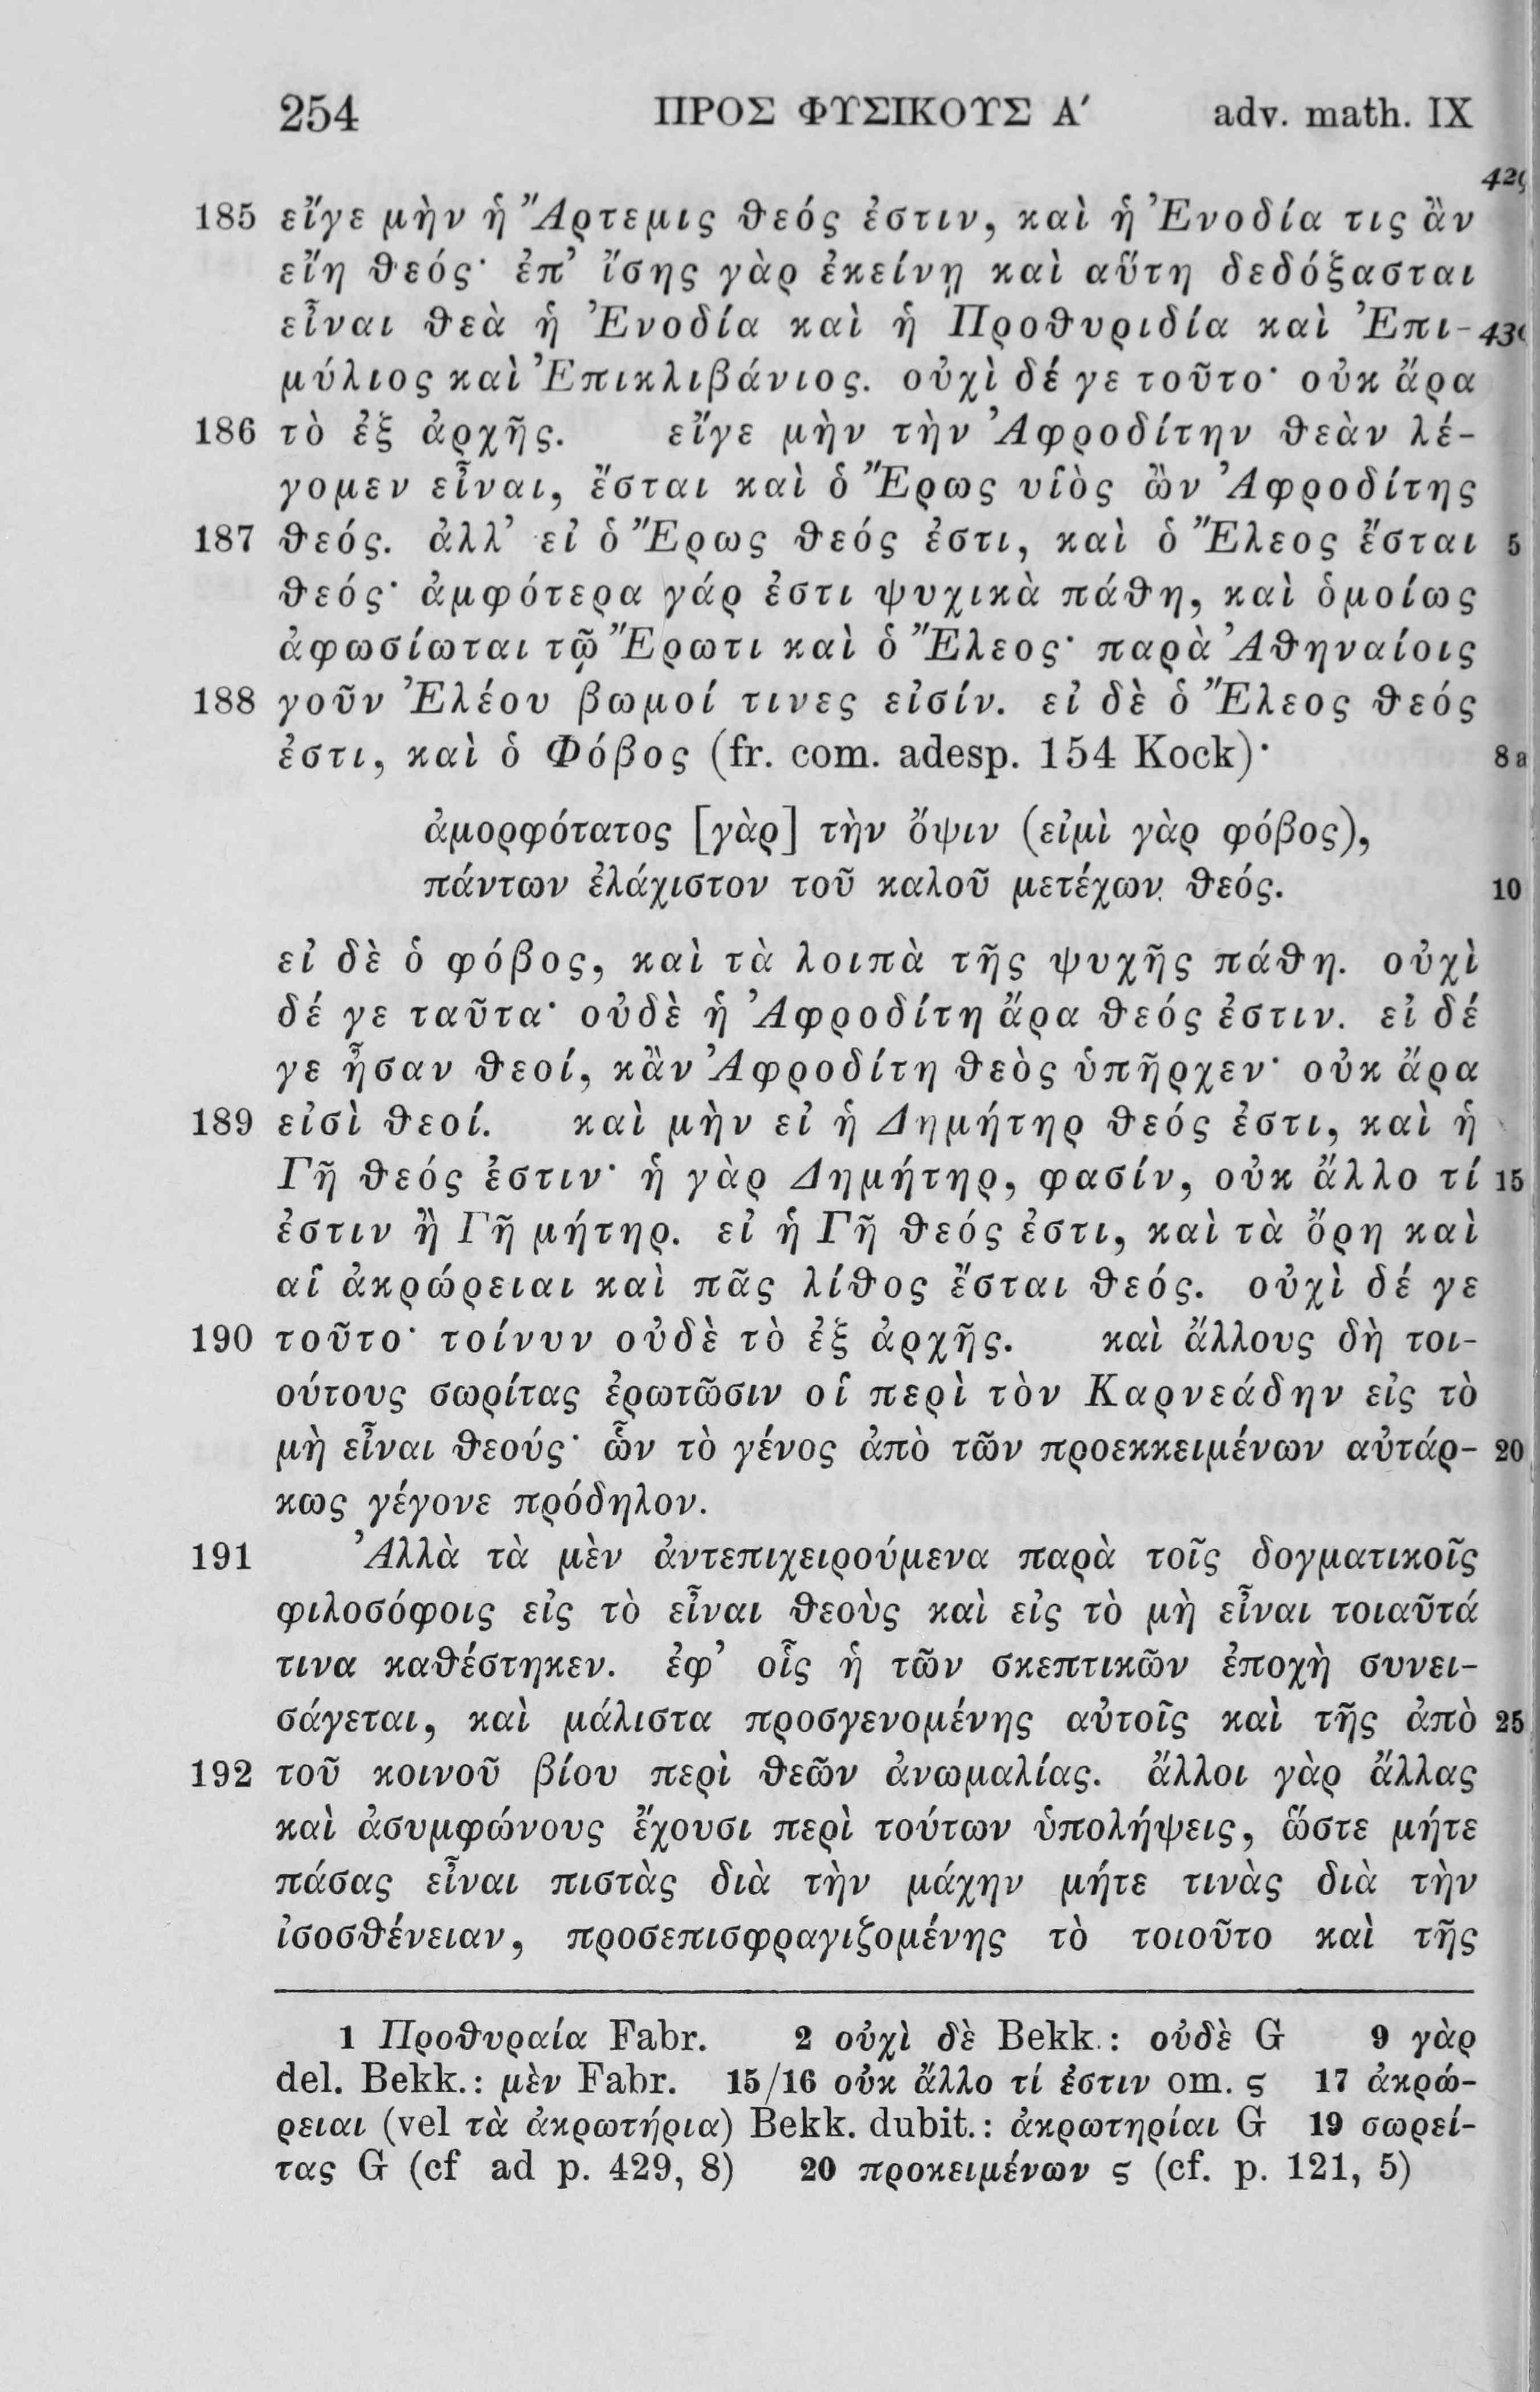 254 ΠΡΟΣ ΦΥΣΙΚΟΥΣ Α′ adv. math. IX
185 εἴγε μὴν ἡ Ἄρτεμις θεός ἐστιν, καὶ ἡ Ἐνοδία τις ἂν
εἴη θεός· ἐπ’ ἴσης γὰρ ἐκείνῃ καὶ αὕτη δεδόξασται
εἶναι θεὰ ἡ Ἐνοδία καὶ ἡ Προθυριδία καὶ Ἐπι-
μύλιος καὶ Ἐπικλιβάνιος. οὐχὶ δέ γε τοῦτο· οὐκ ἄρα
186 τὸ ἐξ ἀρχῆς. εἴγε μὴν τὴν Ἀφροδίτην θεὰν λέ-
γομεν εἶναι, ἔσται καὶ ὁ Ἔρως υἱὸς ὢν Ἀφροδίτης
187 θεός. ἀλλ’ εἰ ὁ Ἔρως θεός ἐστι, καὶ ὁ Ἔλεος ἔσται 5
θεός· ἀμφότερα γάρ ἐστι ψυχικὰ πάθη, καὶ ὁμοίως
ἀφωσίωται τῷ Ἔρωτι καὶ ὁ Ἔλεος· παρὰ Ἀθηναίοις
188 γοῦν Ἐλέου βωμοί τινες εἰσίν. εἰ δὲ ὁ Ἔλεος θεός
ἐστι, καὶ ὁ Φόβος (fr. com. adesp. 154 Kock)· 8a
ἀμορφότατος [γὰρ] τὴν ὄψιν (εἰμὶ γὰρ φόβος),
πάντων ἐλάχιστον τοῦ καλοῦ μετέχων θεός. 10
εἰ δὲ ὁ φόβος, καὶ τὰ λοιπὰ τῆς ψυχῆς πάθη. οὐχὶ
δέ γε ταῦτα· οὐδὲ ἡ Ἀφροδίτη ἄρα θεός ἐστιν. εἰ δέ
γε ἦσαν θεοί, κἂν Ἀφροδίτη θεὸς ὑπῆρχεν· οὐκ ἄρα
189 εἰσὶ θεοί. καὶ μὴν εἰ ἡ Δημήτηρ θεός ἐστι, καὶ ἡ
Γῆ θεός ἐστιν· ἡ γὰρ Δημήτηρ, φασίν, οὐκ ἄλλο τί 15
ἐστιν ἢ Γῆ μήτηρ. εἰ ἡ Γῆ θεός ἐστι, καὶ τὰ ὄρη καὶ
αἱ ἀκρώρειαι καὶ πᾶς λίθος ἔσται θεός. οὐχὶ δέ γε
190 τοῦτο· τοίνυν οὐδὲ τὸ ἐξ ἀρχῆς. καὶ ἄλλους δὴ τοι-
ούτους σωρίτας ἐρωτῶσιν οἱ περὶ τὸν Καρνεάδην εἰς τὸ
μὴ εἶναι θεούς· ὧν τὸ γένος ἀπὸ τῶν προεκκειμένων αὐτάρ- 20
κως γέγονε πρόδηλον.
191 Ἀλλὰ τὰ μὲν ἀντεπιχειρούμενα παρὰ τοῖς δογματικοῖς
φιλοσόφοις εἰς τὸ εἶναι θεοὺς καὶ εἰς τὸ μὴ εἶναι τοιαῦτά
τινα καθέστηκεν. ἐφ’ οἷς ἡ τῶν σκεπτικῶν ἐποχὴ συνει-
σάγεται, καὶ μάλιστα προσγενομένης αὐτοῖς καὶ τῆς ἀπὸ 25
192 τοῦ κοινοῦ βίου περὶ θεῶν ἀνωμαλίας. ἄλλοι γὰρ ἄλλας
καὶ ἀσυμφώνους ἔχουσι περὶ τούτων ὑπολήψεις, ὥστε μήτε
πάσας εἶναι πιστὰς διὰ τὴν μάχην μήτε τινὰς διὰ τὴν
ἰσοσθένειαν, προσεπισφραγιζομένης τὸ τοιοῦτο καὶ τῆς
1 Προθυραία Fabr. 2 οὐχὶ δὲ Bekk.: οὐδὲ G 9 γὰρ
del. Bekk.: μὲν Fabr. 15/16 οὐκ ἄλλο τί ἐστιν om. ς 17 ἀκρώ-
ρειαι (vel τὰ ἀκρωτήρια) Bekk. dubit.: ἀκρωτηρίαι G 19 σωρεί-
τας G (cf ad p. 429, 8) 20 προκειμένων ς (cf. p. 121, 5)